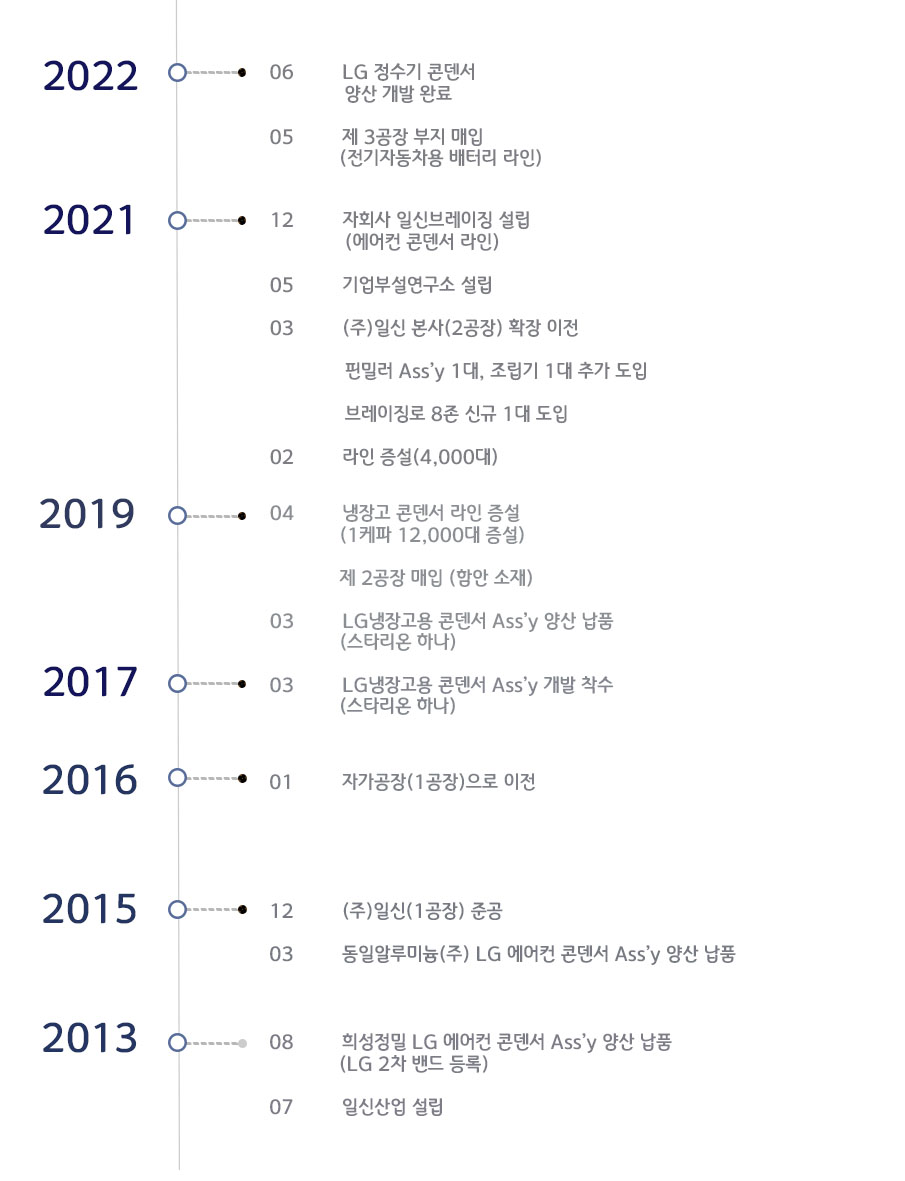 2022
06 LG 정수기 콘덴서
양산 개발 완료
05 제 3공장 부지 매입
(전기자동차용 배터리 라인)
2021
12 자회사 일신브레이징 설립
(에어컨 콘덴서 라인)
05 기업부설연구소 설립
03 (주)일신 본사(2공장) 확장 이전
핀밀러 Ass’y 1대, 조립기 1대 추가 도입
브레이징로 8존 신규 1대 도입
02 라인 증설(4,000대)
2019
04 냉장고 콘덴서 라인 증설
(1케파 12,000대 증설)
제 2공장 매입 (함안 소재)
03 LG냉장고용 콘덴서 Ass’y 양산 납품
(스타리온 하나)
2017
03 LG냉장고용 콘덴서 Ass’y 개발 착수
(스타리온 하나)
2016
01 자가공장(1공장)으로 이전
2015
12 (주)일신(1공장) 준공
03 동일알루미늄(주) LG 에어컨 콘덴서 Ass’y 양산 납품
2013
08 희성정밀 LG 에어컨 콘덴서 Ass’y 양산 납품
(LG 2차 밴드 등록)
07 일신산업 설립